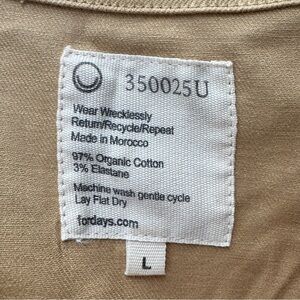 350025U
Wear Wrecklessly
Return/Recycle/Repeat
Made in Morocco
97% Organic Cotton
3% Elastane
Machine wash gentle cycle
Lay Flat Dry
fordays.com
L